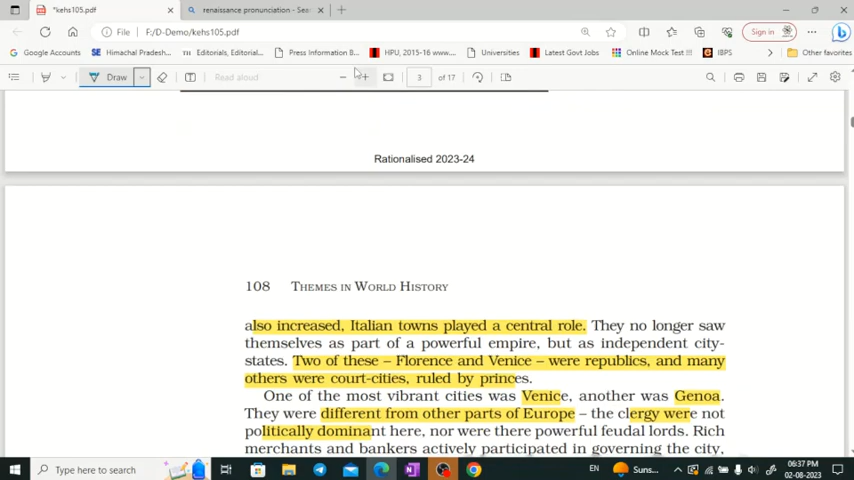 *kehs105.pdf
renaissance pronunciation - Sea
File F:/D-Demo/kehs105.pdf
Sign in
Google Accounts
Himachal Pradesh...
Editorials, Editorial...
Press Information B...
HPU, 2015-16 www....
Universities
Latest Govt Jobs
Online Mock Test !!!
IBPS
Other favorites
Draw
Read aloud
3 of 17
Rationalised 2023-24
108 THEMES IN WORLD HISTORY
also increased, Italian towns played a central role. They no longer saw
themselves as part of a powerful empire, but as independent city-
states. Two of these – Florence and Venice – were republics, and many
others were court-cities, ruled by princes.
One of the most vibrant cities was Venice, another was Genoa.
They were different from other parts of Europe – the clergy were not
politically dominant here, nor were there powerful feudal lords. Rich
merchants and bankers actively participated in governing the city,
Type here to search
EN
Suns...
06:37 PM
02-08-2023